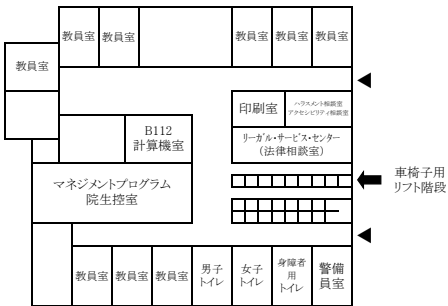 教員室
教員室
教員室
教員室
教員室
教員室
印刷室
ハラスメント相談室
アクセシビリティ相談室
B112
計算機室
リーガル・サービス・センター
(法律相談室)
マネジメントプログラム
院生控室
車椅子用
リフト階段
教員室
教員室
教員室
男子
トイレ
女子
トイレ
身障者
用
トイレ
警備
員室